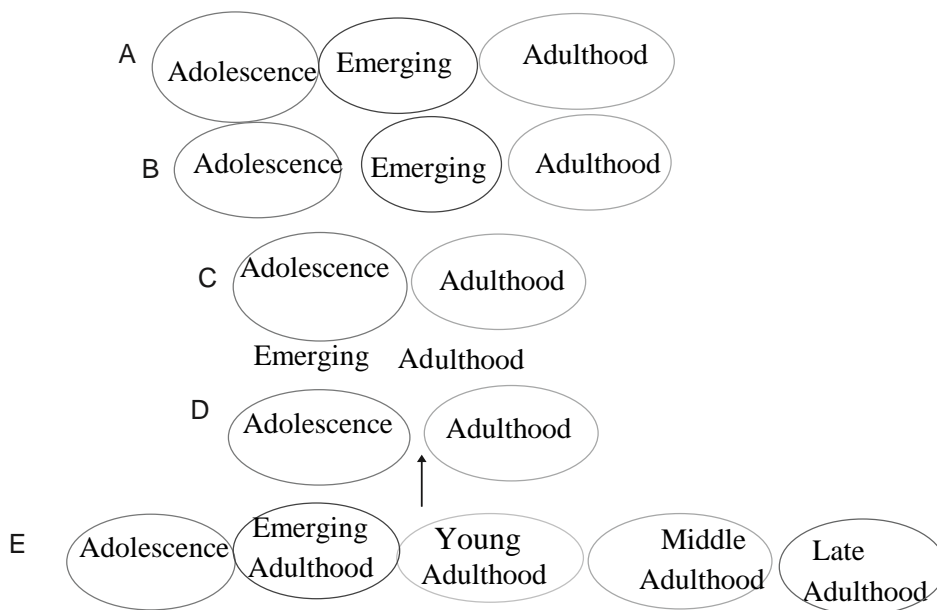 A Adolescence Emerging Adulthood
B Adolescence Emerging Adulthood
C Adolescence Adulthood
Emerging Adulthood
D Adolescence Adulthood
E Adolescence Emerging Adulthood Young Adulthood Middle Adulthood Late Adulthood